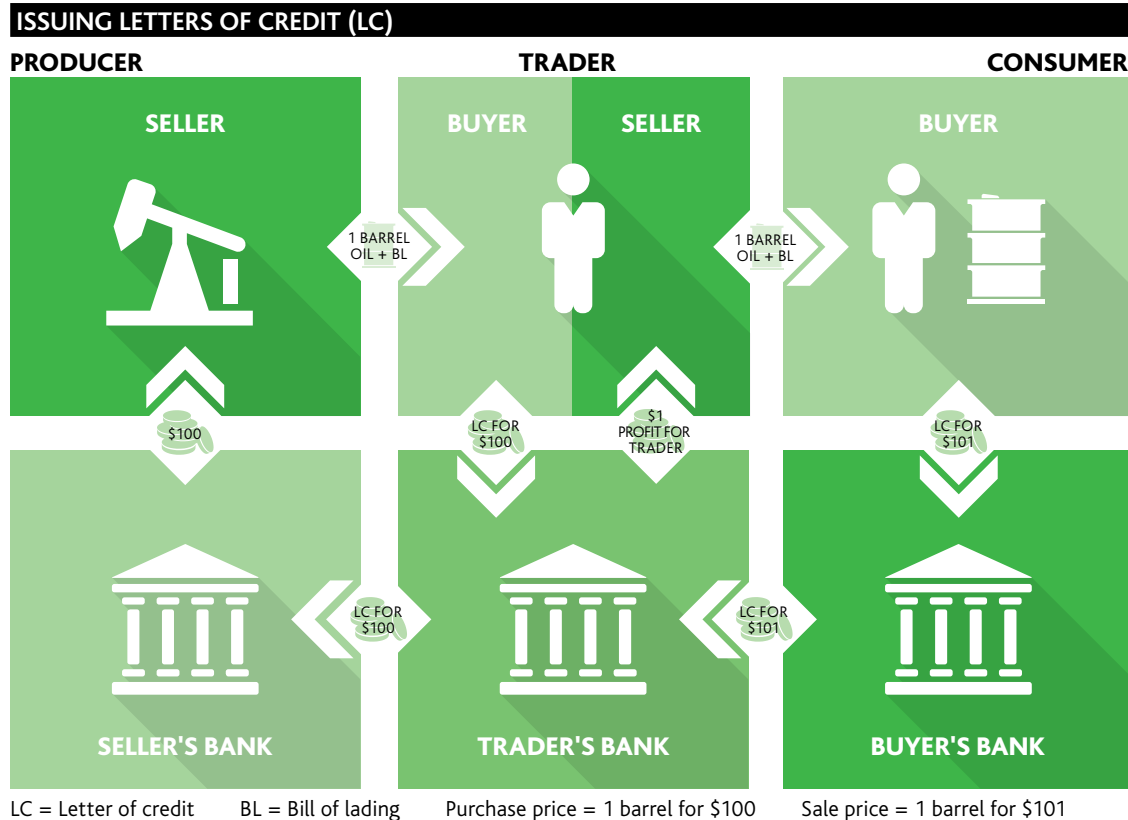 ISSUING LETTERS OF CREDIT (LC)
PRODUCER
TRADER
CONSUMER
SELLER
BUYER
SELLER
BUYER
1 BARREL
OIL + BL
1 BARREL
OIL + BL
$100
LC FOR
$100
$1
PROFIT FOR
TRADER
LC FOR
$101
LC FOR
$100
LC FOR
$101
SELLER'S BANK
TRADER'S BANK
BUYER'S BANK
LC = Letter of credit
BL = Bill of lading
Purchase price = 1 barrel for $100
Sale price = 1 barrel for $101